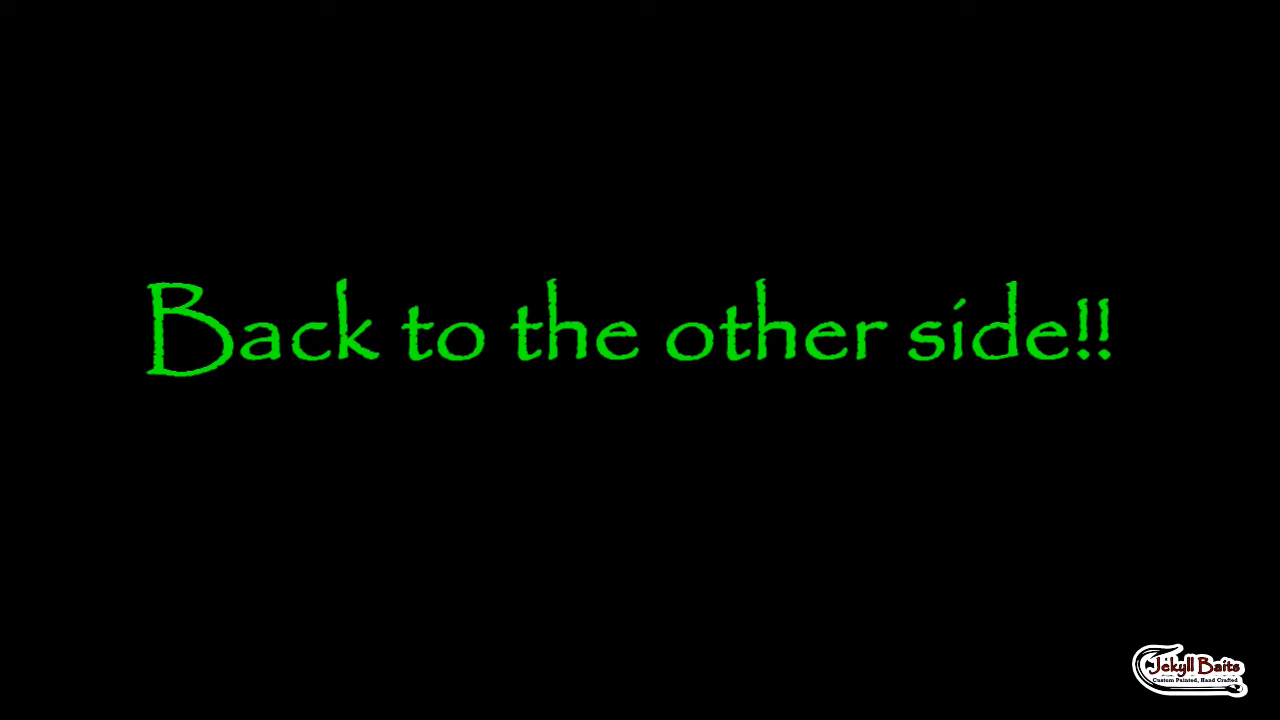 Back to the other side!!
Jekyll Baits
Custom Painted, Hand Crafted